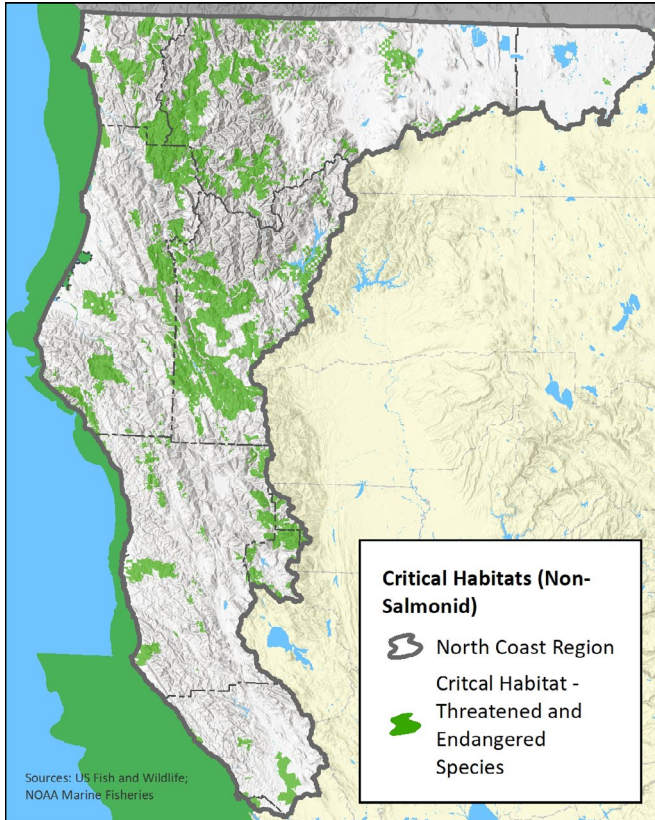 Critical Habitats (Non-
Salmonid)
North Coast Region
Critcal Habitat -
Threatened and
Endangered
Species
Sources: US Fish and Wildlife;
NOAA Marine Fisheries